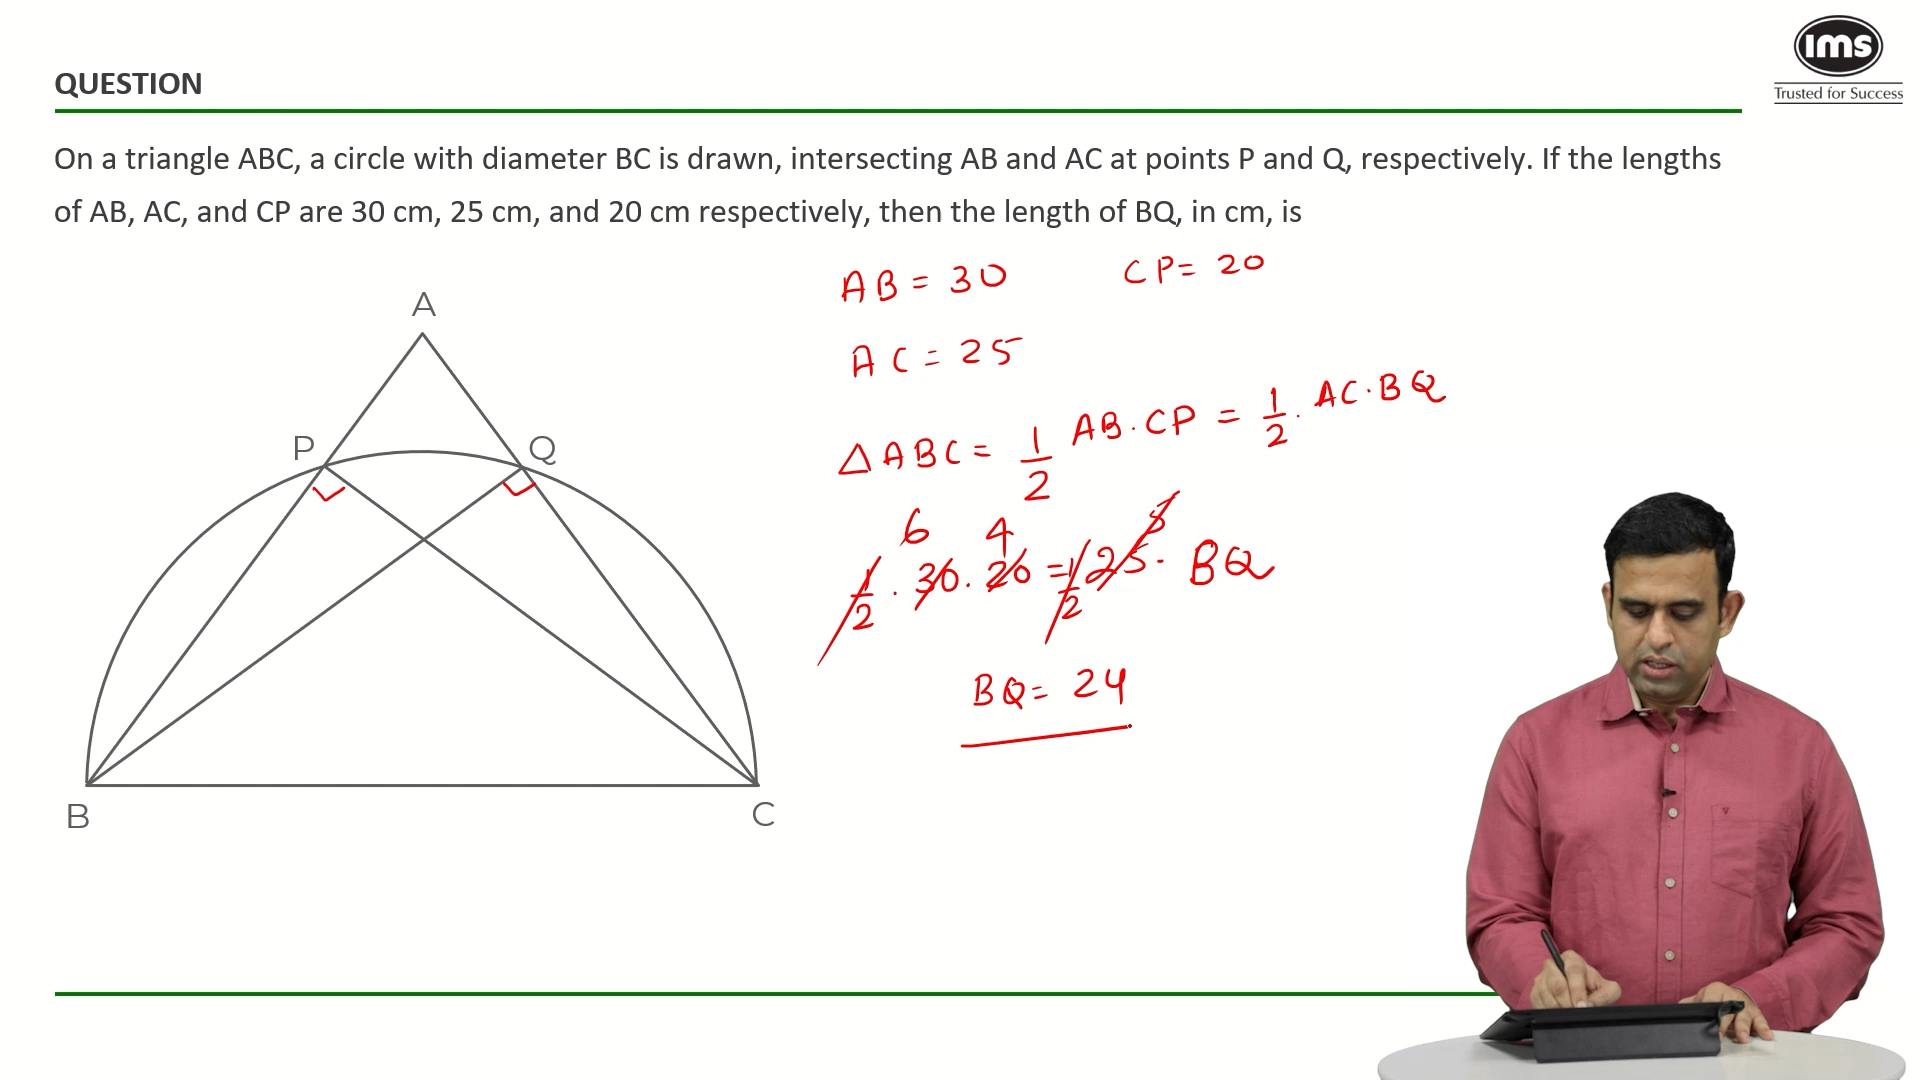 ims
Trusted for Success
QUESTION
On a triangle ABC, a circle with diameter BC is drawn, intersecting AB and AC at points P and Q, respectively. If the lengths
of AB, AC, and CP are 30 cm, 25 cm, and 20 cm respectively, then the length of BQ, in cm, is
AB = 30 CP = 20
AC = 25
△ABC = 1/2 AB·CP = 1/2 · AC·BQ
6 4 5
1/2 · 30 · 20 = 1/2 25 · BQ
BQ = 24
A
P Q
B C